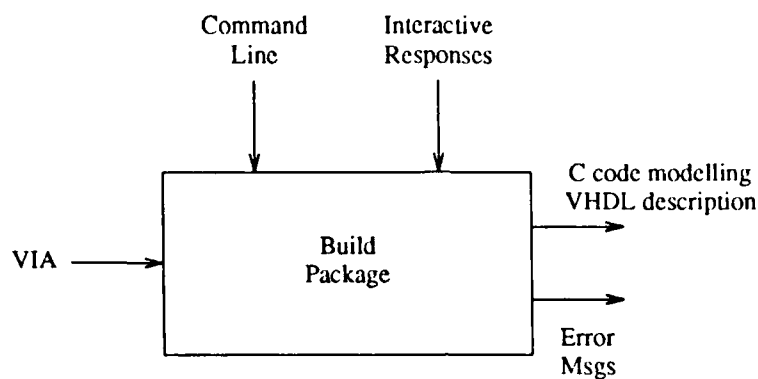 Command
Line
Interactive
Responses
C code modelling
VHDL description
VIA
Build
Package
Error
Msgs